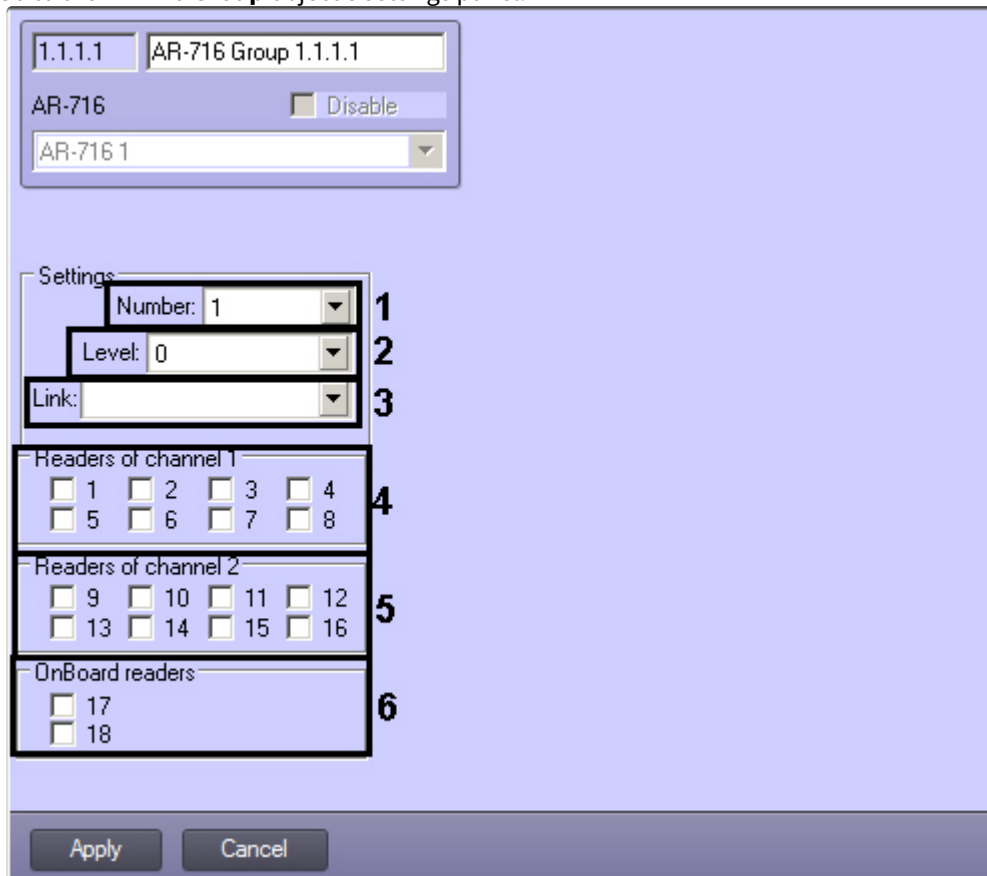 1.1.1.1 AR-716 Group 1.1.1.1
AR-716 Disable
AR-716 1
Settings
Number: 1 1
Level: 0 2
Link: 3
Readers of channel 1
1 2 3 4
5 6 7 8
4
Readers of channel 2
9 10 11 12
13 14 15 16
5
OnBoard readers
17
18
6
Apply Cancel